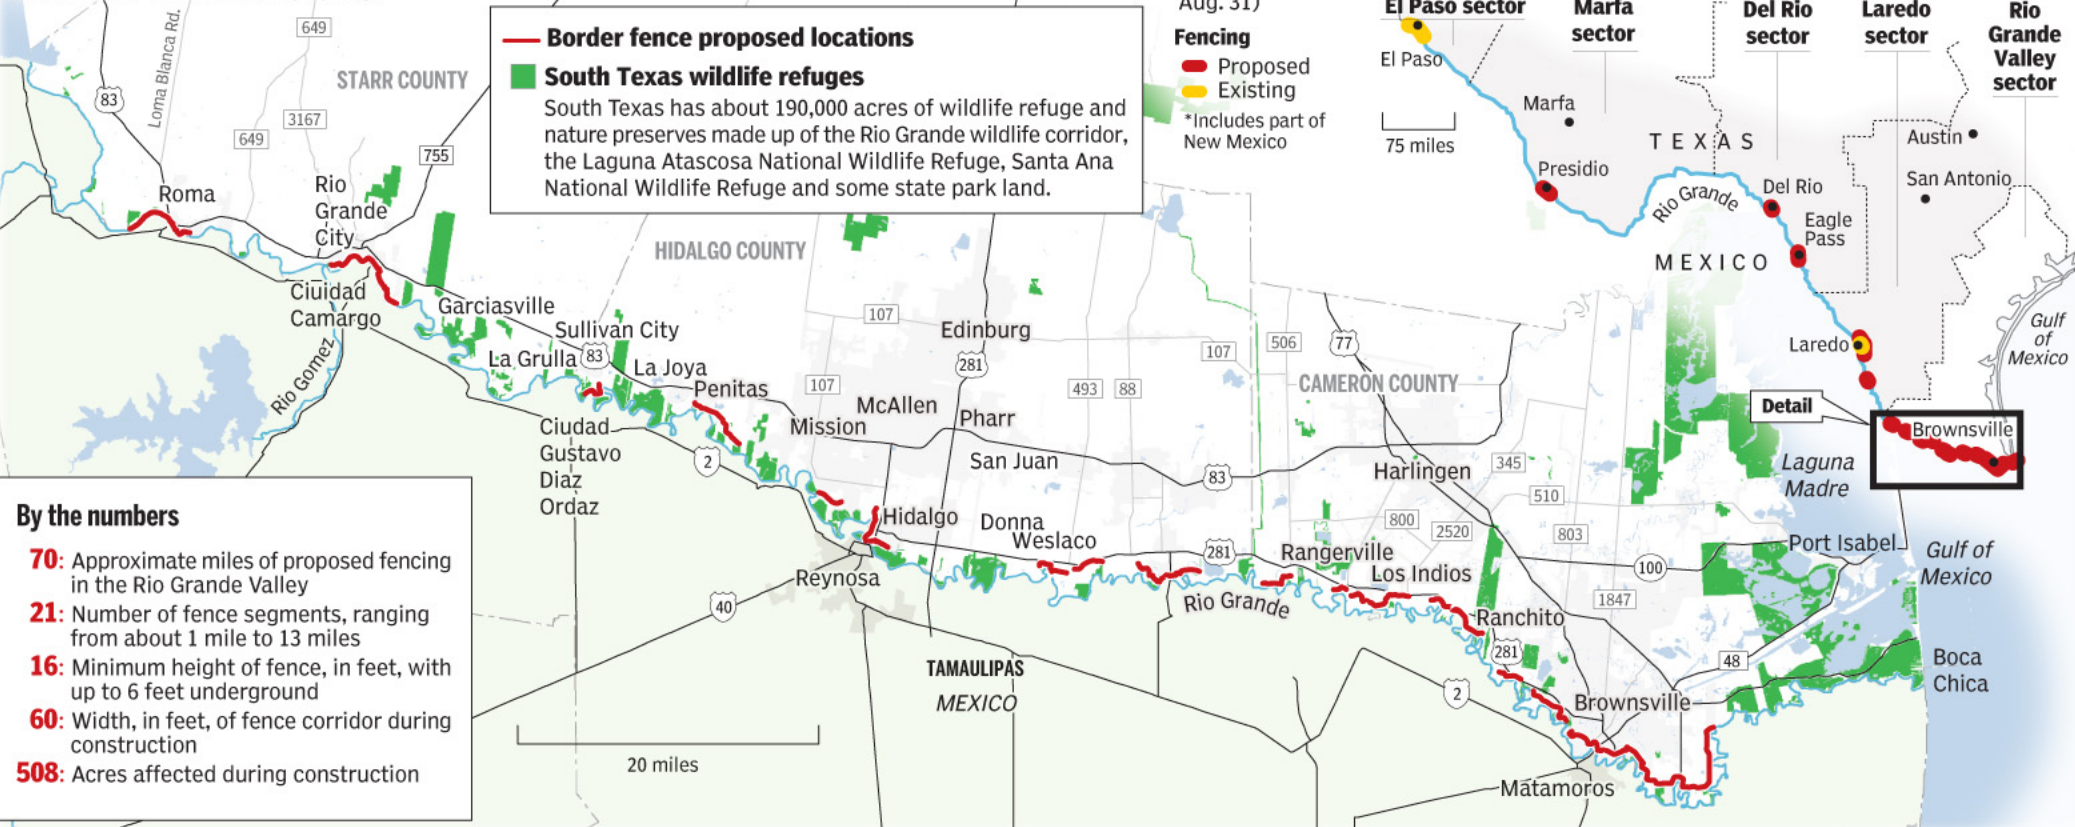 Border fence proposed locations
South Texas wildlife refuges
South Texas has about 190,000 acres of wildlife refuge and
nature preserves made up of the Rio Grande wildlife corridor,
the Laguna Atascosa National Wildlife Refuge, Santa Ana
National Wildlife Refuge and some state park land.
Aug. 31)
Fencing
Proposed
Existing
*Includes part of
New Mexico
El Paso sector
Marfa
sector
Del Rio
sector
Laredo
sector
Rio
Grande
Valley
sector
El Paso
75 miles
Marfa
Presidio
TEXAS
Rio Grande
MEXICO
Del Rio
Eagle
Pass
Austin
San Antonio
Laredo
Gulf
of
Mexico
Detail
Brownsville
649
Loma Blanca Rd.
STARR COUNTY
83
3167
649
755
Roma
Rio
Grande
City
HIDALGO COUNTY
Ciuidad
Camargo
Garciasville
Rio Gomez
Sullivan City
La Grulla
83
La Joya
Penitas
107
Edinburg
281
107
McAllen
Mission
Pharr
San Juan
493
88
107
506
77
CAMERON COUNTY
Ciudad
Gustavo
Diaz
Ordaz
2
83
Harlingen
345
510
Laguna
Madre
Hidalgo
Donna
Weslaco
281
800
2520
803
Port Isabel
Gulf of
Mexico
Reynosa
40
Rangerville
Los Indios
100
Rio Grande
1847
Ranchito
281
48
Boca
Chica
TAMAULIPAS
MEXICO
2
Brownsville
Matamoros
20 miles
By the numbers
70: Approximate miles of proposed fencing
in the Rio Grande Valley
21: Number of fence segments, ranging
from about 1 mile to 13 miles
16: Minimum height of fence, in feet, with
up to 6 feet underground
60: Width, in feet, of fence corridor during
construction
508: Acres affected during construction